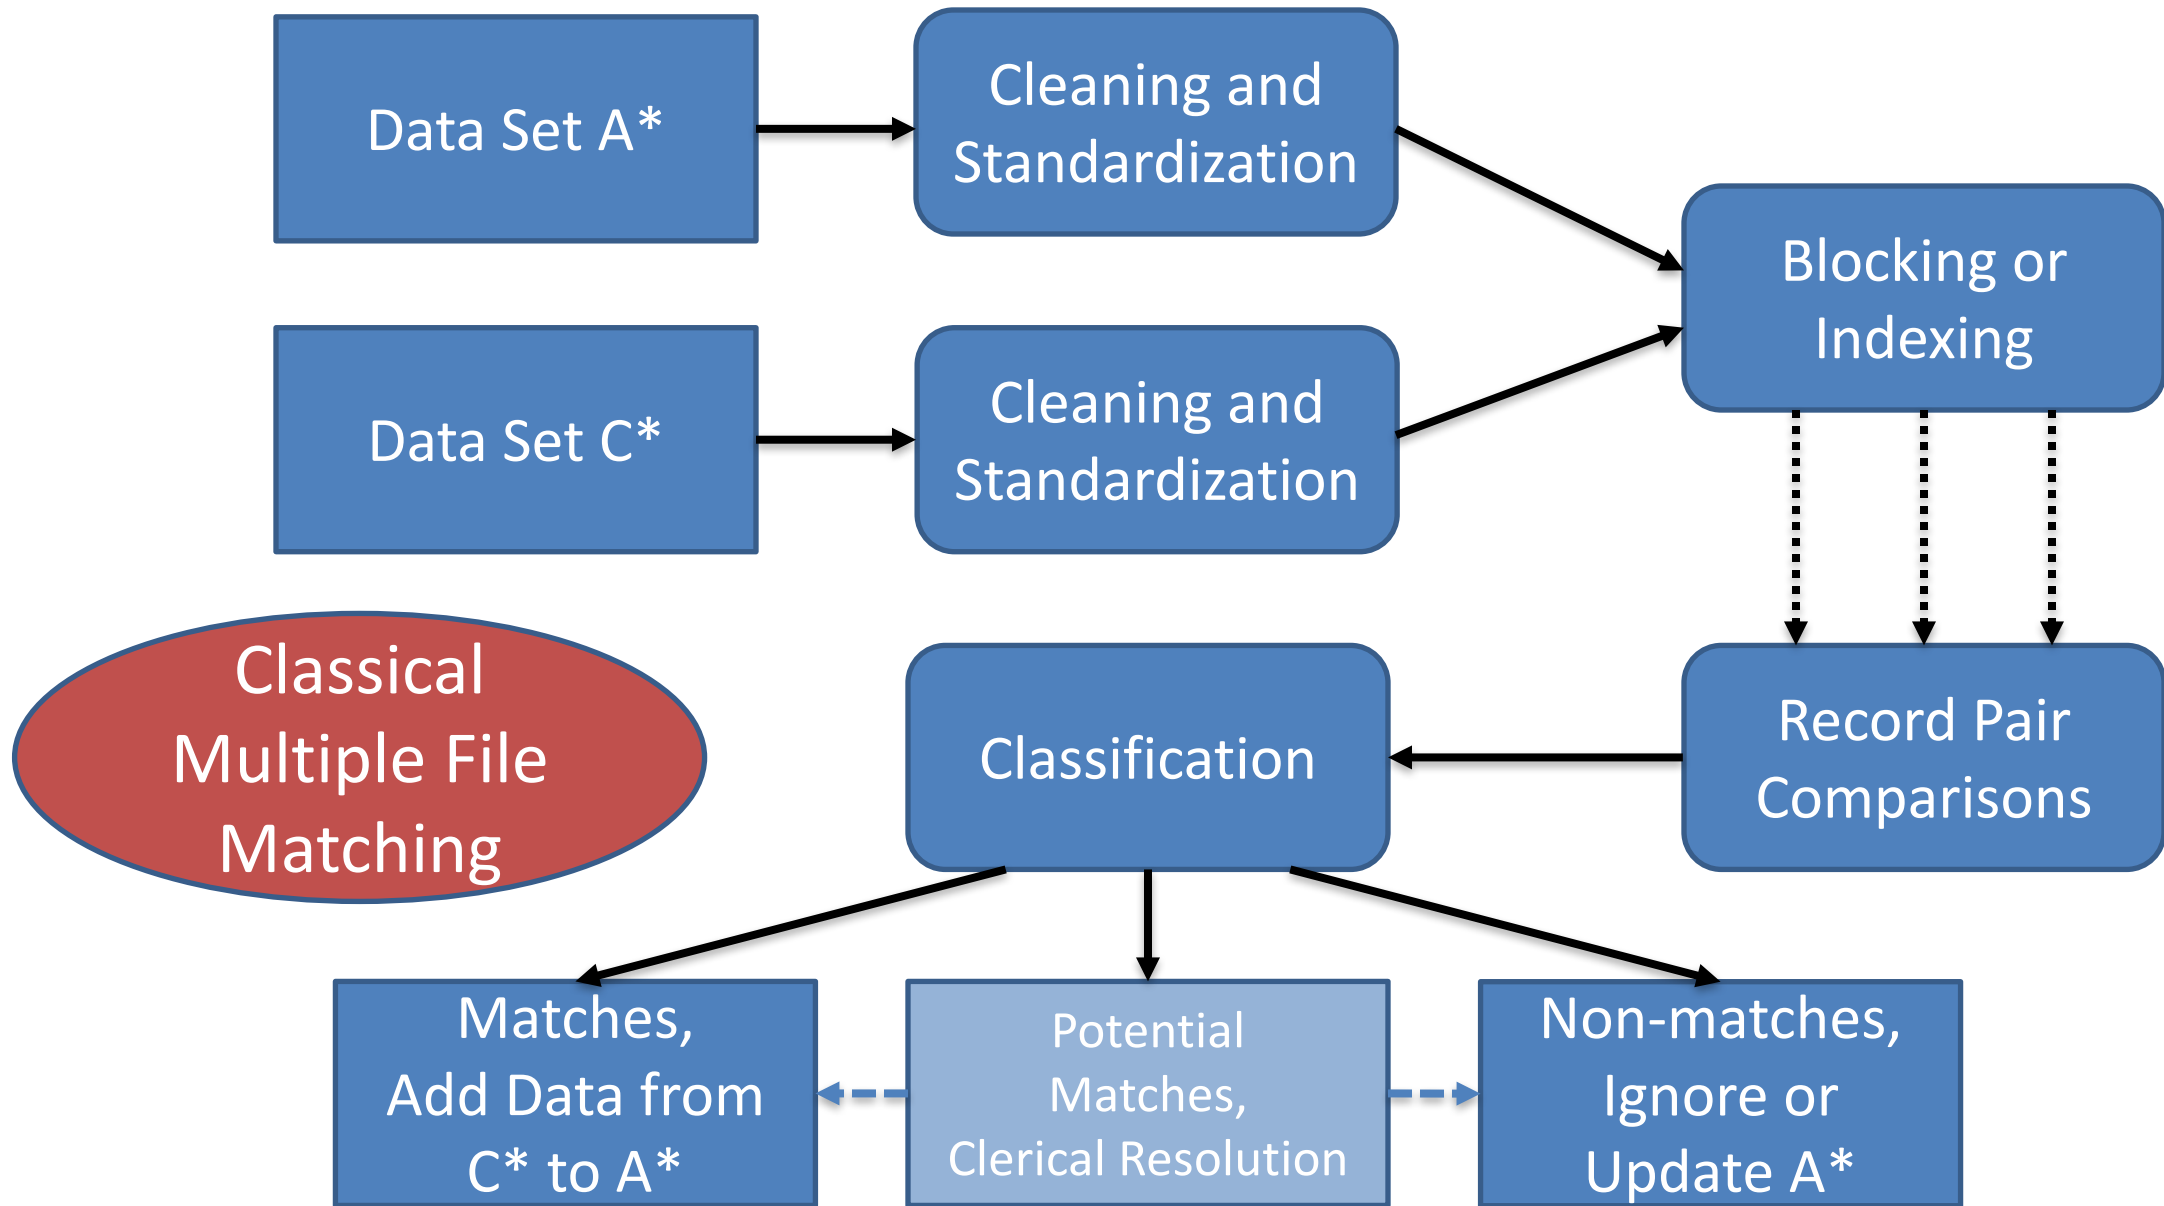 Data Set A*
Cleaning and
Standardization
Blocking or
Indexing
Data Set C*
Cleaning and
Standardization
Classical
Multiple File
Matching
Classification
Record Pair
Comparisons
Matches,
Add Data from
C* to A*
Potential
Matches,
Clerical Resolution
Non-matches,
Ignore or
Update A*